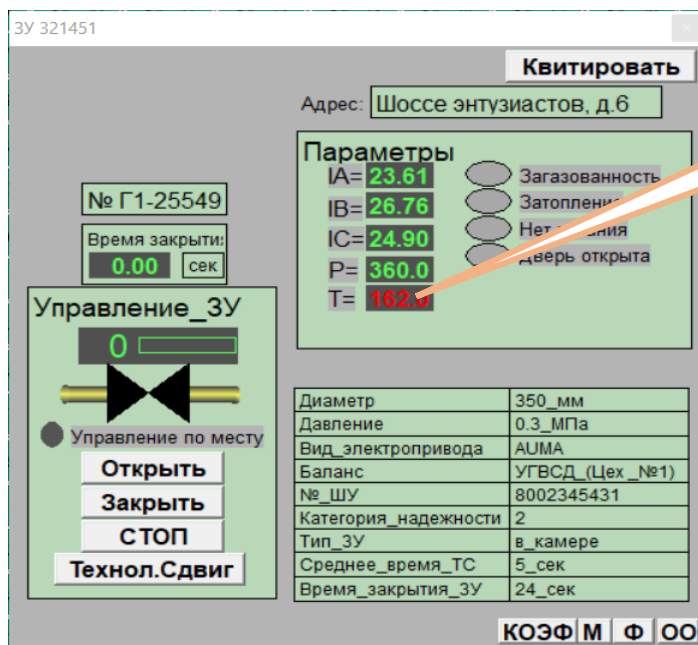 ЗУ 321451
Квитировать
Адрес: Шоссе энтузиастов, д.6
Параметры
IA= 23.61
IB= 26.76
IC= 24.90
P= 360.0
T= 162.0
Загазованность
Затопление
Нет
Дверь открыта
№ Г1-25549
Время закрыти
0.00 сек
Управление_ЗУ
0
Управление по месту
Открыть
Закрыть
СТОП
Технол.Сдвиг
Диаметр 350_мм
Давление 0.3_МПа
Вид_электропривода AUMA
Баланс УГВСД_(Цех_№1)
№_ШУ 8002345431
Категория_надежности 2
Тип_ЗУ в_камере
Среднее_время_ТС 5_сек
Время_закрытия_ЗУ 24_сек
КОЭФ М Ф ОО